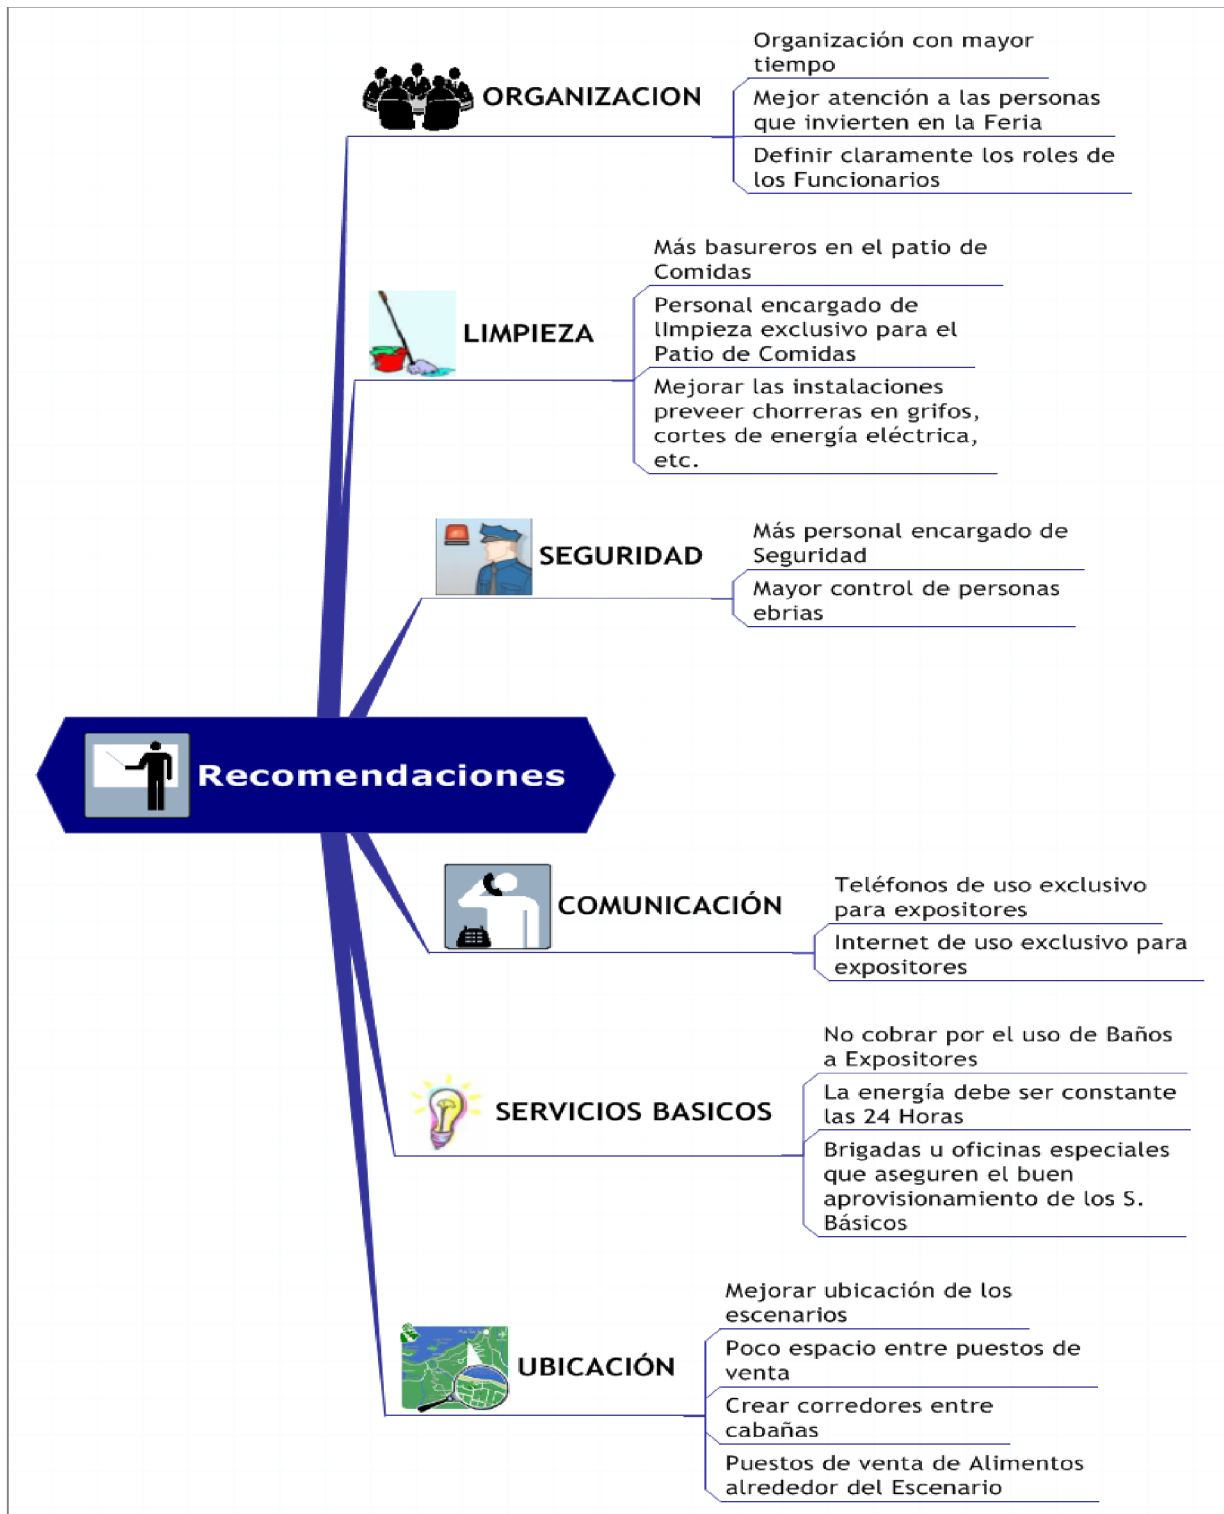 ORGANIZACION
Organización con mayor
tiempo
Mejor atención a las personas
que invierten en la Feria
Definir claramente los roles de
los Funcionarios
LIMPIEZA
Más basureros en el patio de
Comidas
Personal encargado de
lImpieza exclusivo para el
Patio de Comidas
Mejorar las instalaciones
preveer chorreras en grifos,
cortes de energía eléctrica,
etc.
SEGURIDAD
Más personal encargado de
Seguridad
Mayor control de personas
ebrias
Recomendaciones
COMUNICACIÓN
Teléfonos de uso exclusivo
para expositores
Internet de uso exclusivo para
expositores
SERVICIOS BASICOS
No cobrar por el uso de Baños
a Expositores
La energía debe ser constante
las 24 Horas
Brigadas u oficinas especiales
que aseguren el buen
aprovisionamiento de los S.
Básicos
UBICACIÓN
Mejorar ubicación de los
escenarios
Poco espacio entre puestos de
venta
Crear corredores entre
cabañas
Puestos de venta de Alimentos
alrededor del Escenario